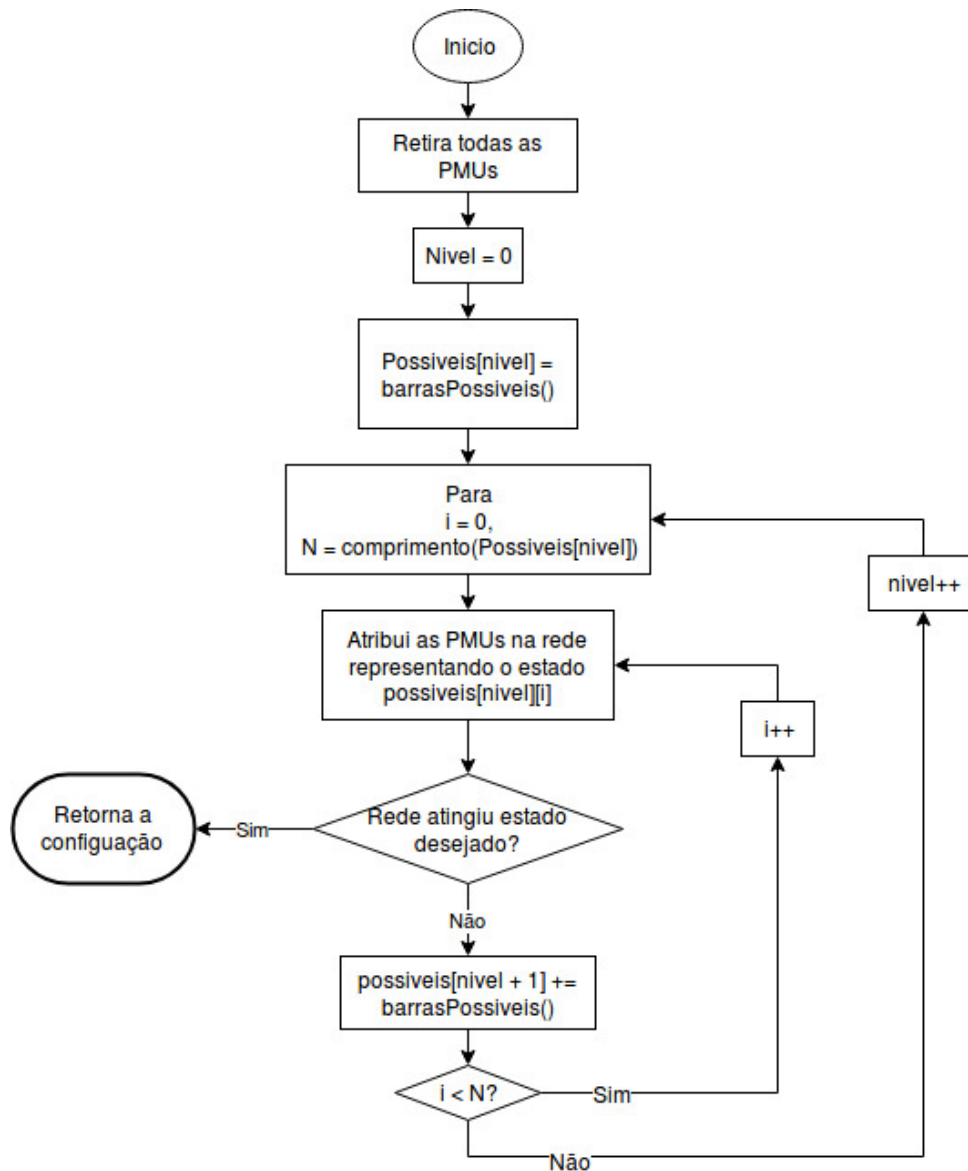 Inicio
Retira todas as
PMUs
Nivel = 0
Possiveis[nivel] =
barrasPossiveis()
Para
i = 0,
N = comprimento(Possiveis[nivel])
nivel++
Atribui as PMUs na rede
representando o estado
possiveis[nivel][i]
i++
Rede atingiu estado
desejado?
Sim
Retorna a
configuação
Não
possiveis[nivel + 1] +=
barrasPossiveis()
i < N?
Sim
Não